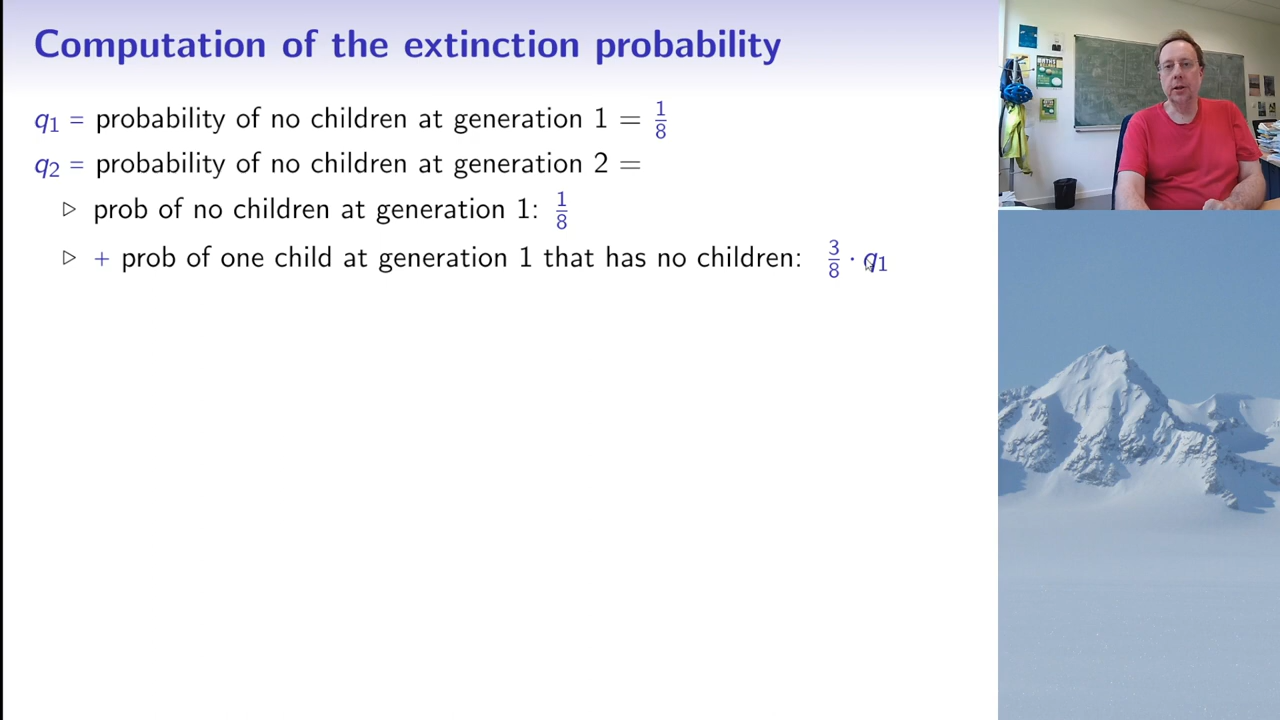 Computation of the extinction probability
q₁ = probability of no children at generation 1 = 1/8
q₂ = probability of no children at generation 2 =
▷ prob of no children at generation 1: 1/8
▷ + prob of one child at generation 1 that has no children: 3/8 · q₁